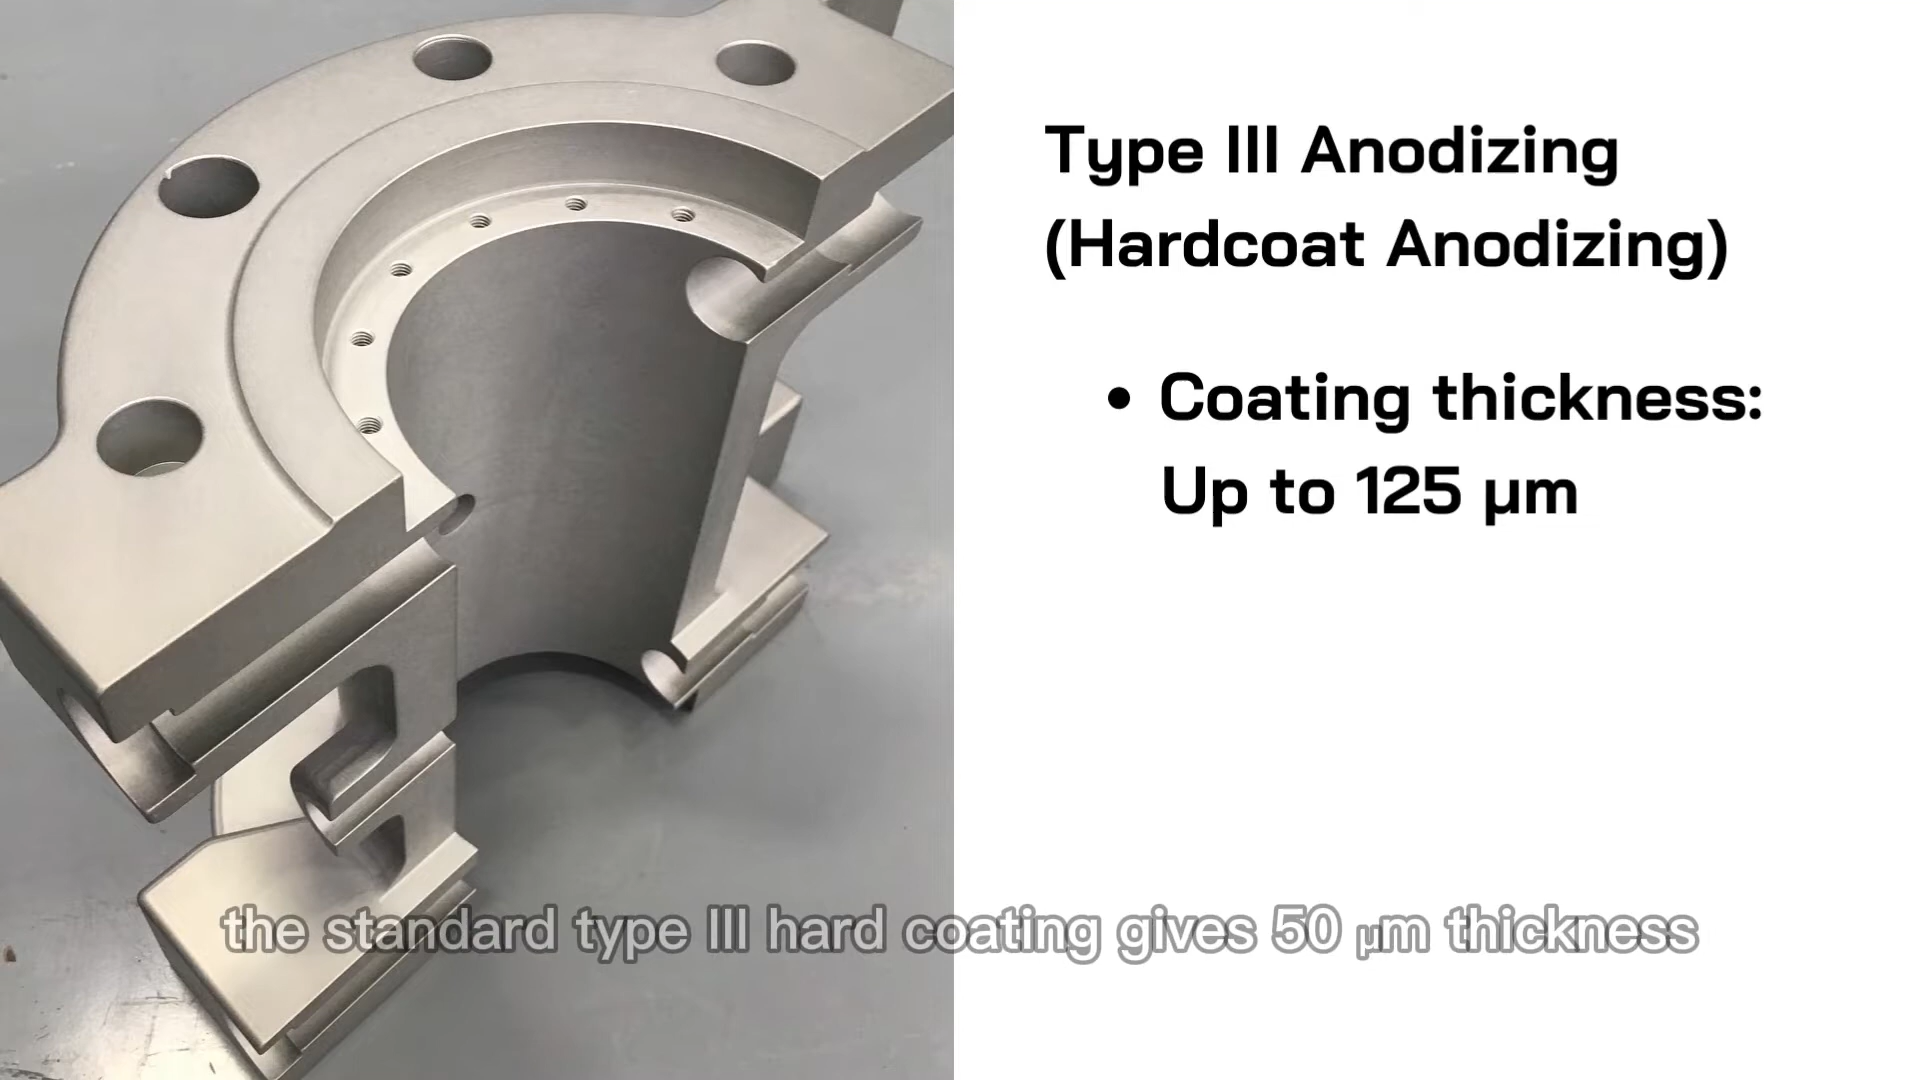 Type III Anodizing
(Hardcoat Anodizing)
• Coating thickness:
Up to 125 μm
the standard type III hard coating gives 50 μm thickness